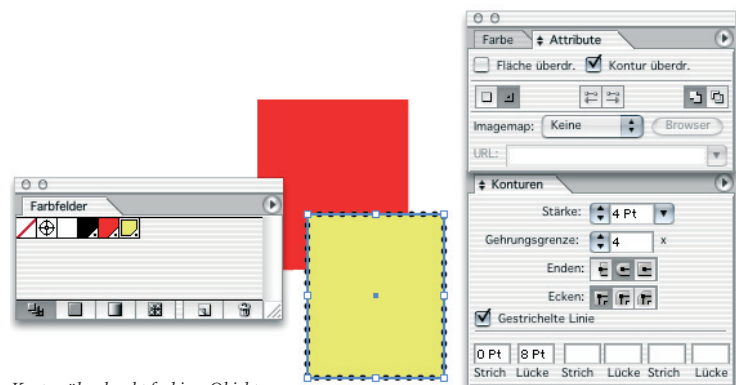 Farbe Attribute
Fläche überdr. Kontur überdr.
Imagemap: Keine Browser
URL:
Konturen
Stärke: 4 Pt
Gehrungsgrenze: 4 x
Enden:
Ecken:
Gestrichelte Linie
0 Pt 8 Pt
Strich Lücke Strich Lücke Strich Lücke
Farbfelder